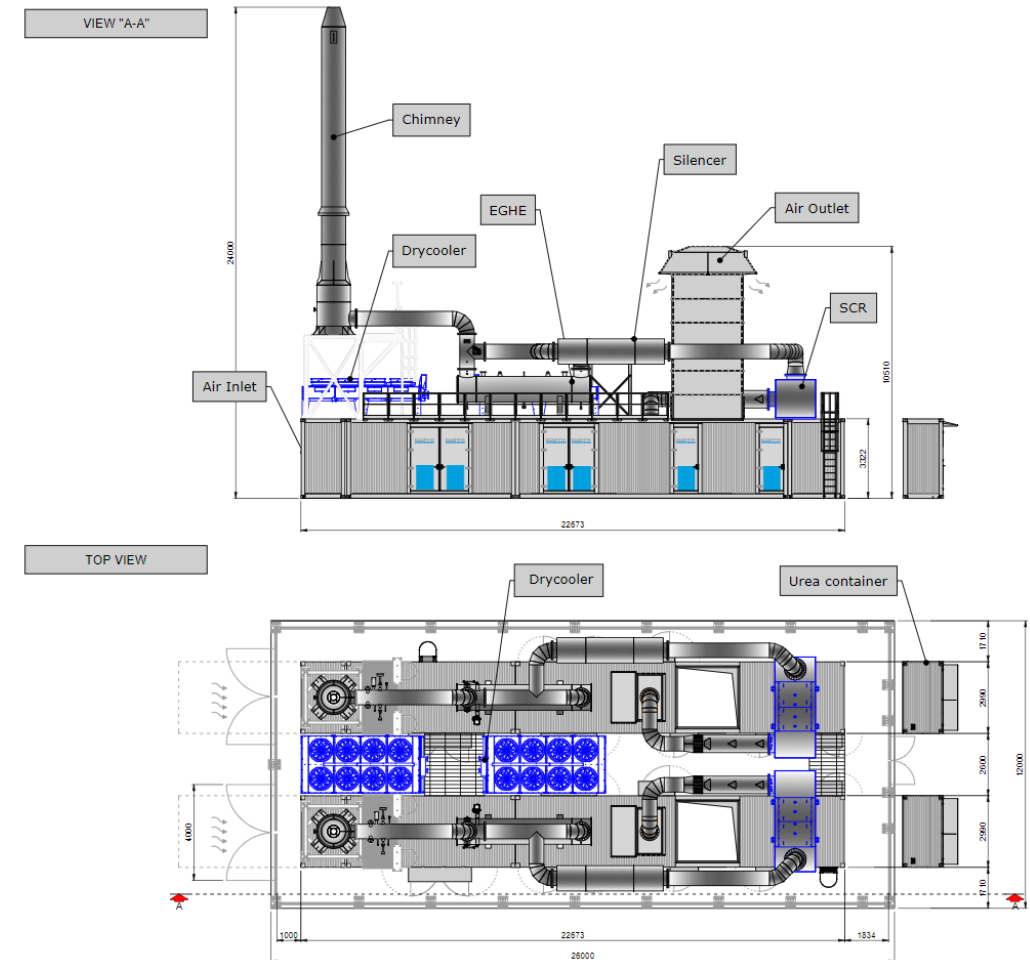 VIEW "A-A"
Chimney
Silencer
EGHE
Air Outlet
Drycooler
SCR
Air Inlet
24000
10510
3322
22673
TOP VIEW
Drycooler
Urea container
1710
2990
2600
12000
4000
2990
1710
A
A
1000
22673
1834
26000